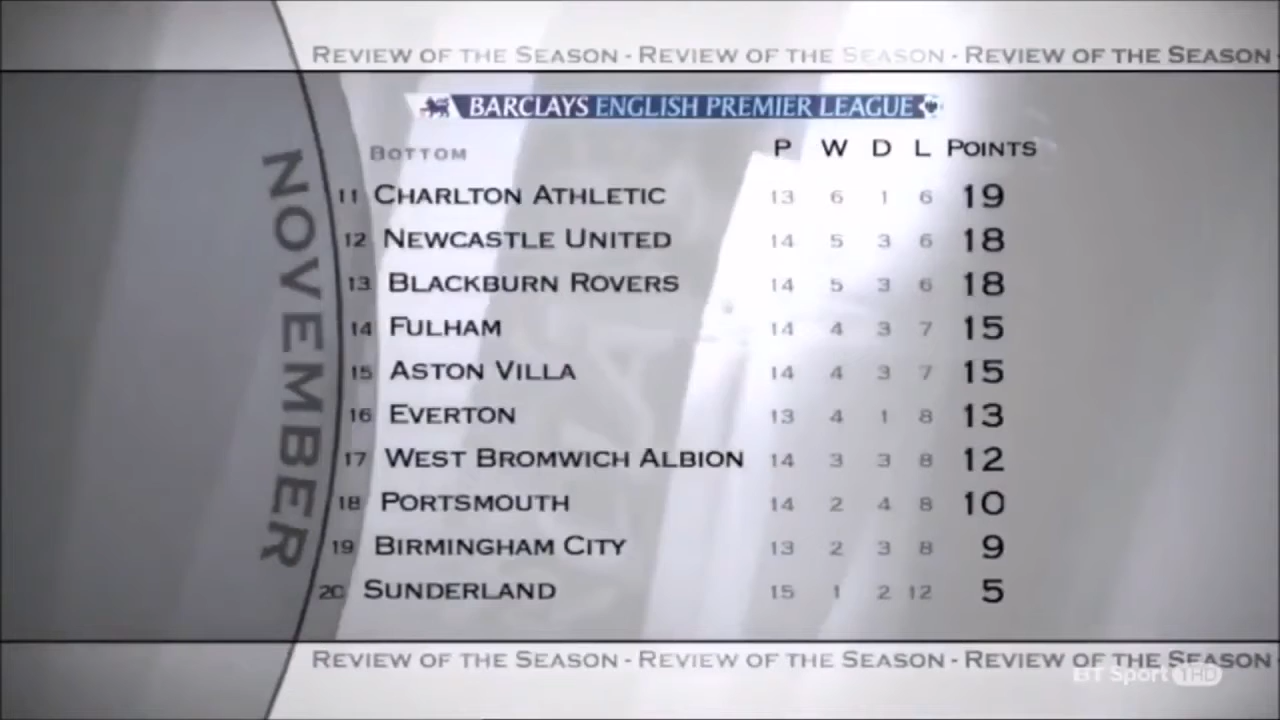 REVIEW OF THE SEASON - REVIEW OF THE SEASON - REVIEW OF THE SEASON
BARCLAYS ENGLISH PREMIER LEAGUE
NOVEMBER
BOTTOM P W D L POINTS
11 CHARLTON ATHLETIC 13 6 1 6 19
12 NEWCASTLE UNITED 14 5 3 6 18
13 BLACKBURN ROVERS 14 5 3 6 18
14 FULHAM 14 4 3 7 15
15 ASTON VILLA 14 4 3 7 15
16 EVERTON 13 4 1 8 13
17 WEST BROMWICH ALBION 14 3 3 8 12
18 PORTSMOUTH 14 2 4 8 10
19 BIRMINGHAM CITY 13 2 3 8 9
20 SUNDERLAND 15 1 2 12 5
REVIEW OF THE SEASON - REVIEW OF THE SEASON - REVIEW OF THE SEASON
BT Sport 1HD